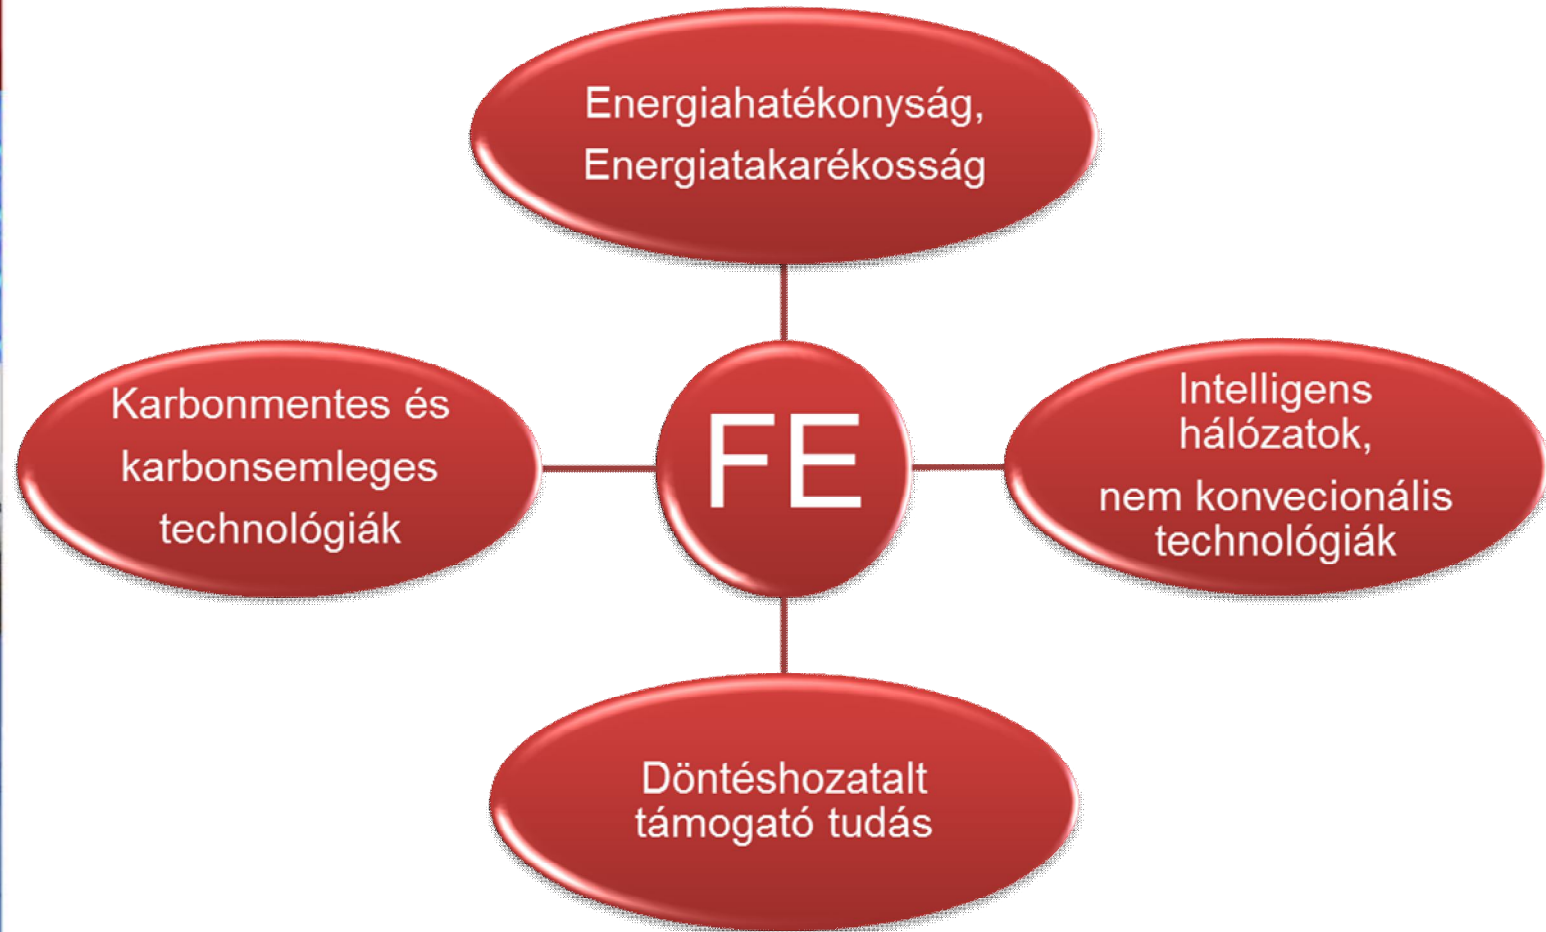 Energiahatékonyság,
Energiatakarékosság
Karbonmentes és
karbonsemleges
technológiák
FE
Intelligens
hálózatok,
nem konvecionális
technológiák
Döntéshozatalt
támogató tudás